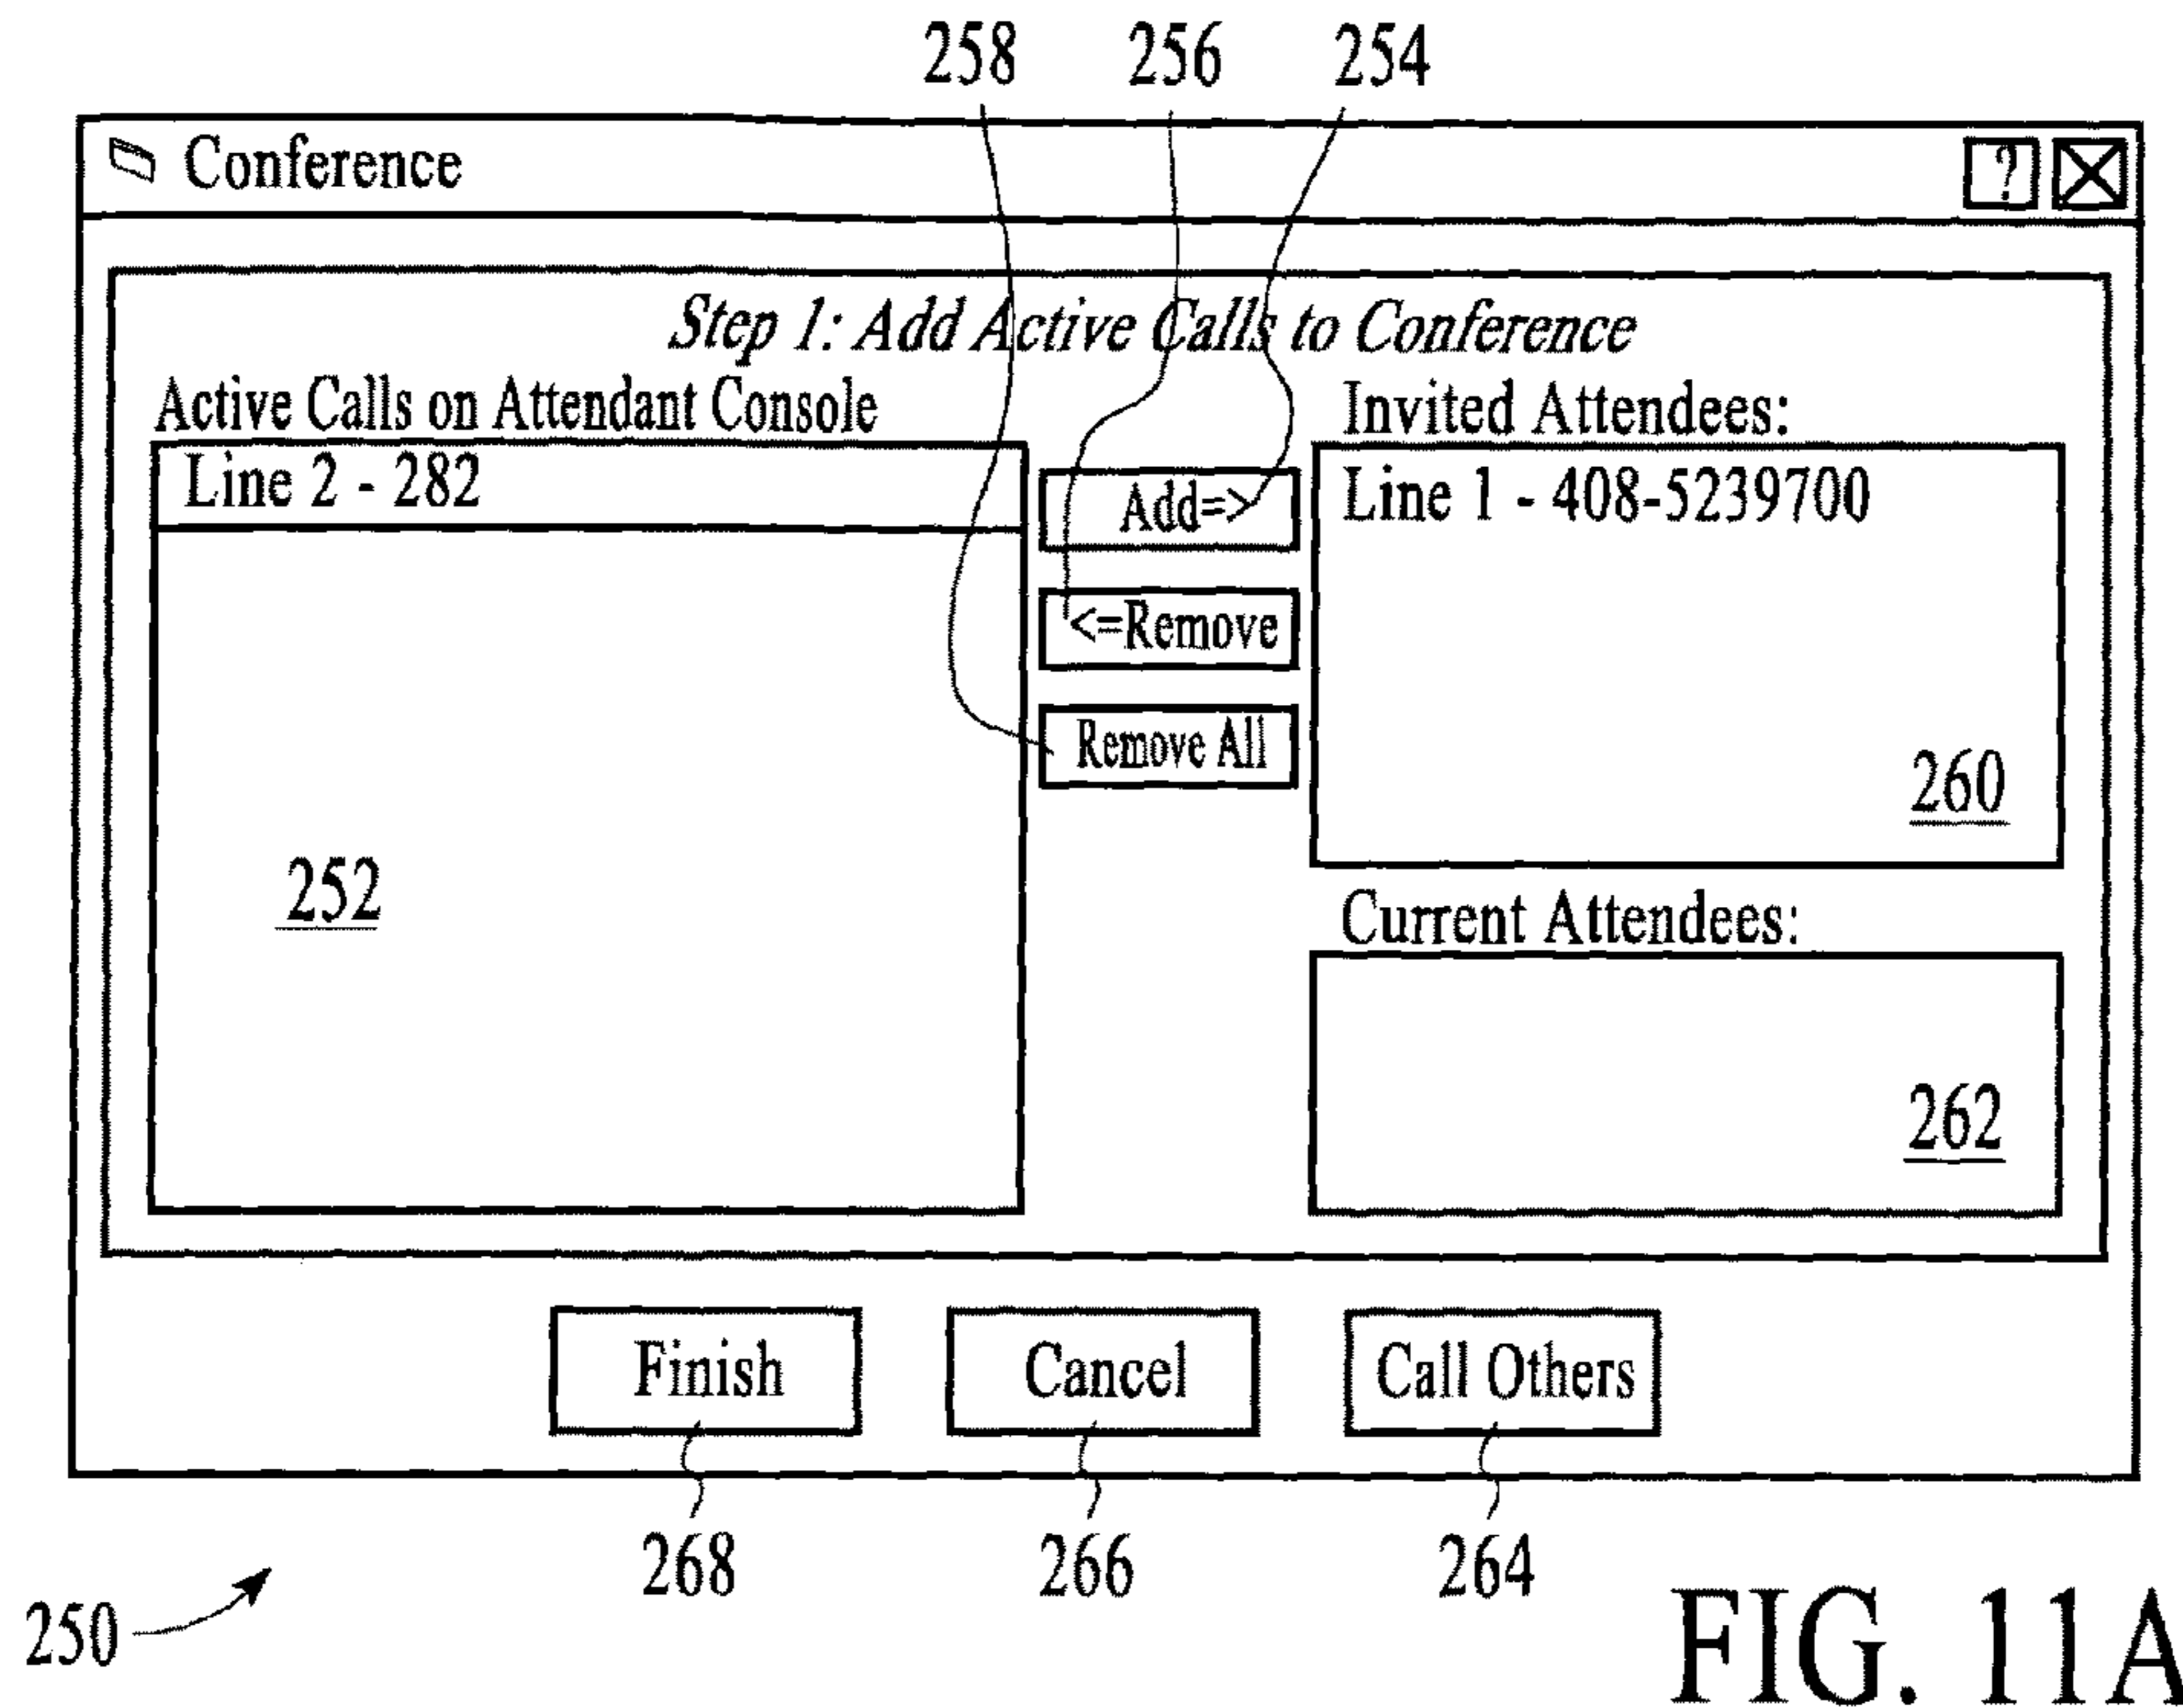 258 256 254
Conference ?
Step 1: Add Active Calls to Conference
Active Calls on Attendant Console
Invited Attendees:
Line 2 - 282
Add=>
Line 1 - 408-5239700
<=Remove
Remove All
260
252
Current Attendees:
262
Finish Cancel Call Others
268 266 264
250
FIG. 11A